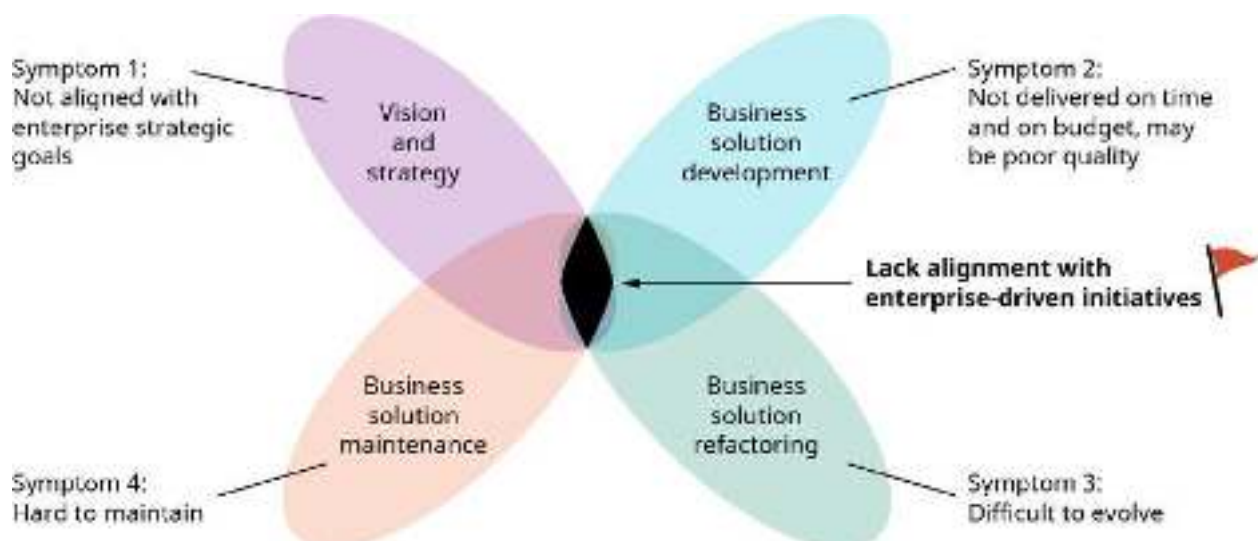 Symptom 1:
Not aligned with
enterprise strategic
goals
Vision
and
strategy
Business
solution
development
Symptom 2:
Not delivered on time
and on budget, may
be poor quality
Lack alignment with
enterprise-driven initiatives
Business
solution
maintenance
Business
solution
refactoring
Symptom 4:
Hard to maintain
Symptom 3:
Difficult to evolve